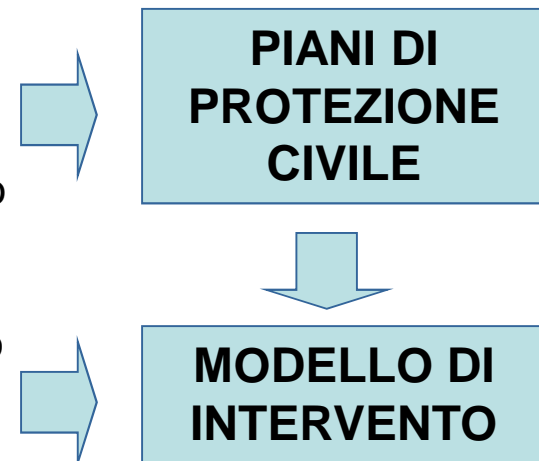 PIANI DI
PROTEZIONE
CIVILE
o
o
MODELLO DI
INTERVENTO